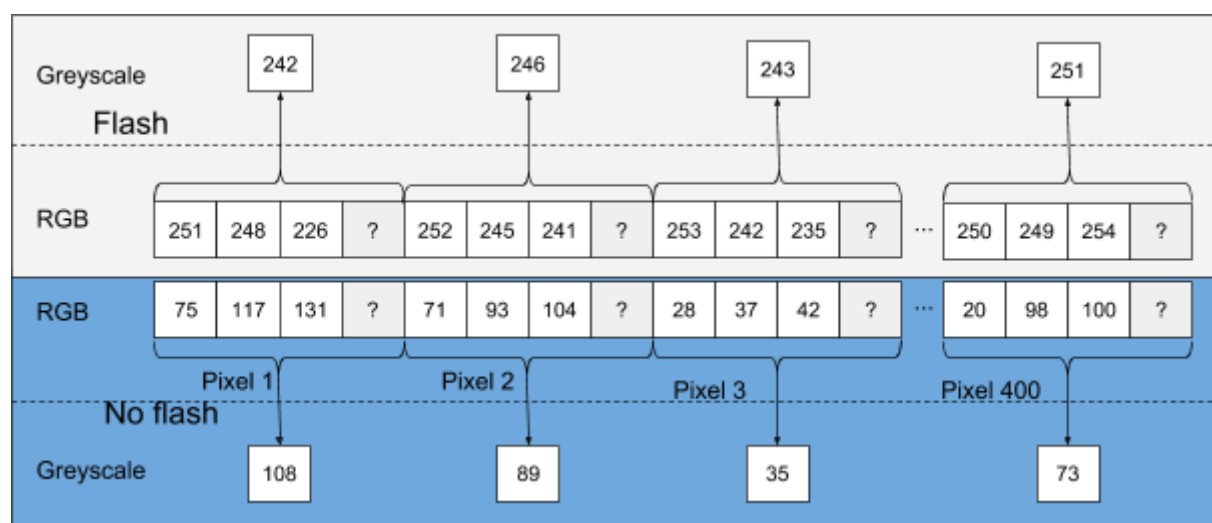 242 246 243 251
Greyscale
Flash
RGB 251 248 226 ? 252 245 241 ? 253 242 235 ? ... 250 249 254 ?
RGB 75 117 131 ? 71 93 104 ? 28 37 42 ? ... 20 98 100 ?
Pixel 1 Pixel 2 Pixel 3 Pixel 400
No flash
Greyscale 108 89 35 73